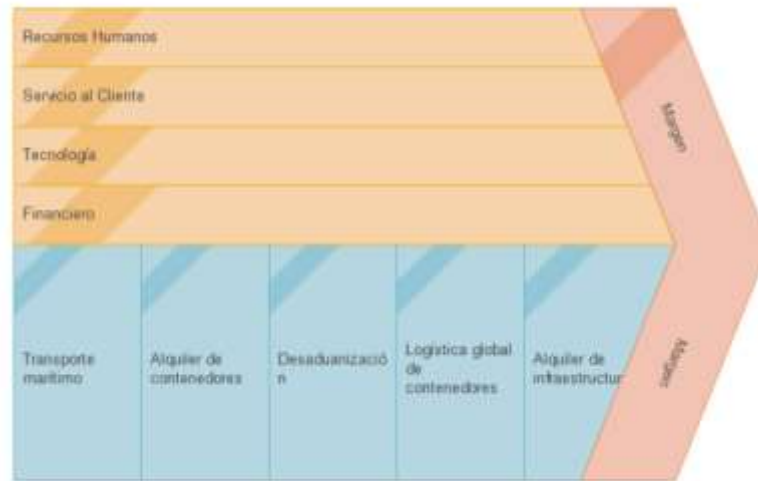 Recursos Humanos
Servicio al Cliente
Tecnología
Financiero
Margen
Transporte
marítimo
Alquiler de
contenedores
Desaduanizació
n
Logística global
de
contenedores
Alquiler de
infraestructur
Margen